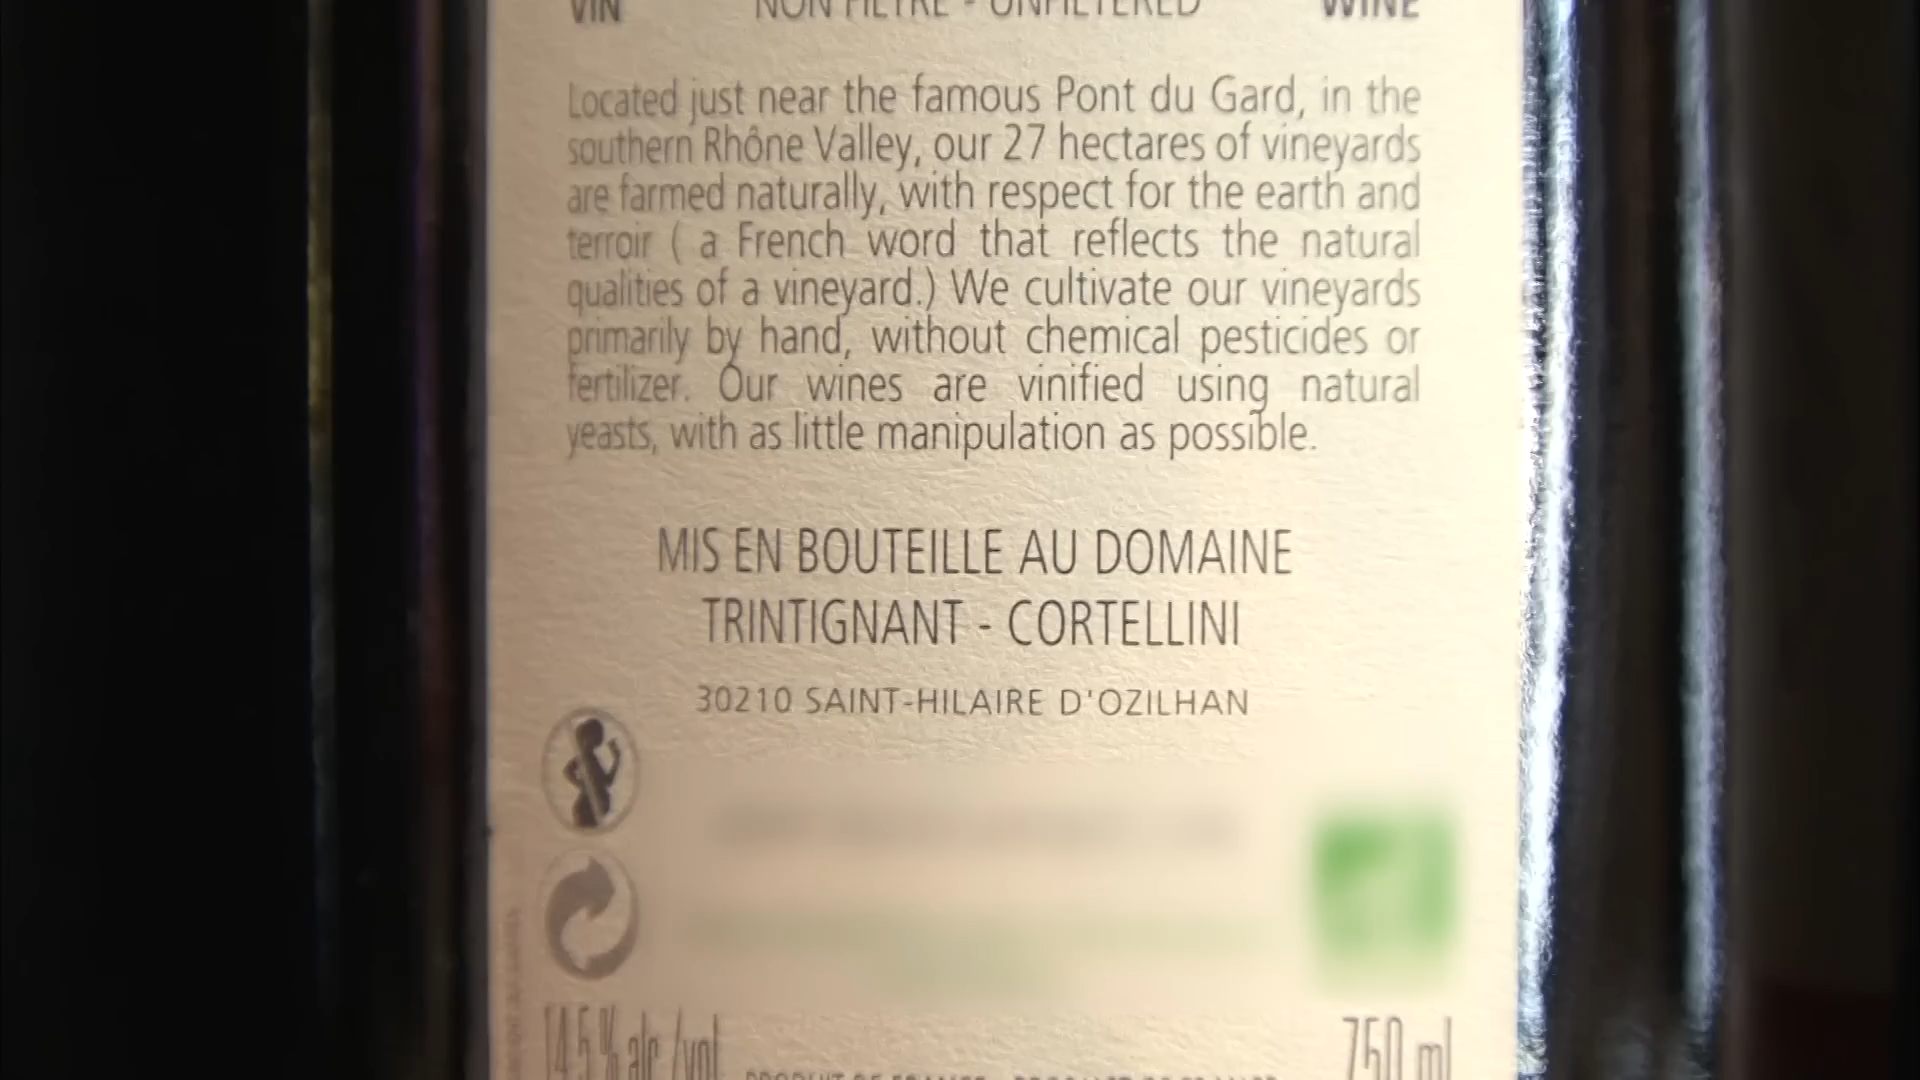 VIN NON FILTRÉ - UNFILTERED WINE
Located just near the famous Pont du Gard, in the
southern Rhône Valley, our 27 hectares of vineyards
are farmed naturally, with respect for the earth and
terroir ( a French word that reflects the natural
qualities of a vineyard.) We cultivate our vineyards
primarily by hand, without chemical pesticides or
fertilizer. Our wines are vinified using natural
yeasts, with as little manipulation as possible.
MIS EN BOUTEILLE AU DOMAINE
TRINTIGNANT - CORTELLINI
30210 SAINT-HILAIRE D'OZILHAN
14.5 % alc /vol
750 ml